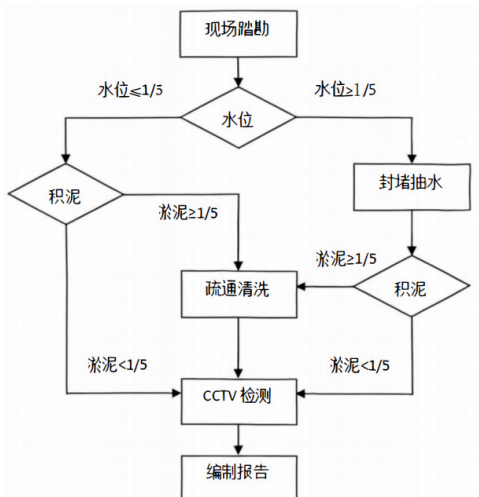 现场踏勘
水位≤1/5
水位≥1/5
水位
积泥
封堵抽水
淤泥≥1/5
淤泥≥1/5
疏通清洗
积泥
淤泥<1/5
淤泥<1/5
CCTV 检测
编制报告